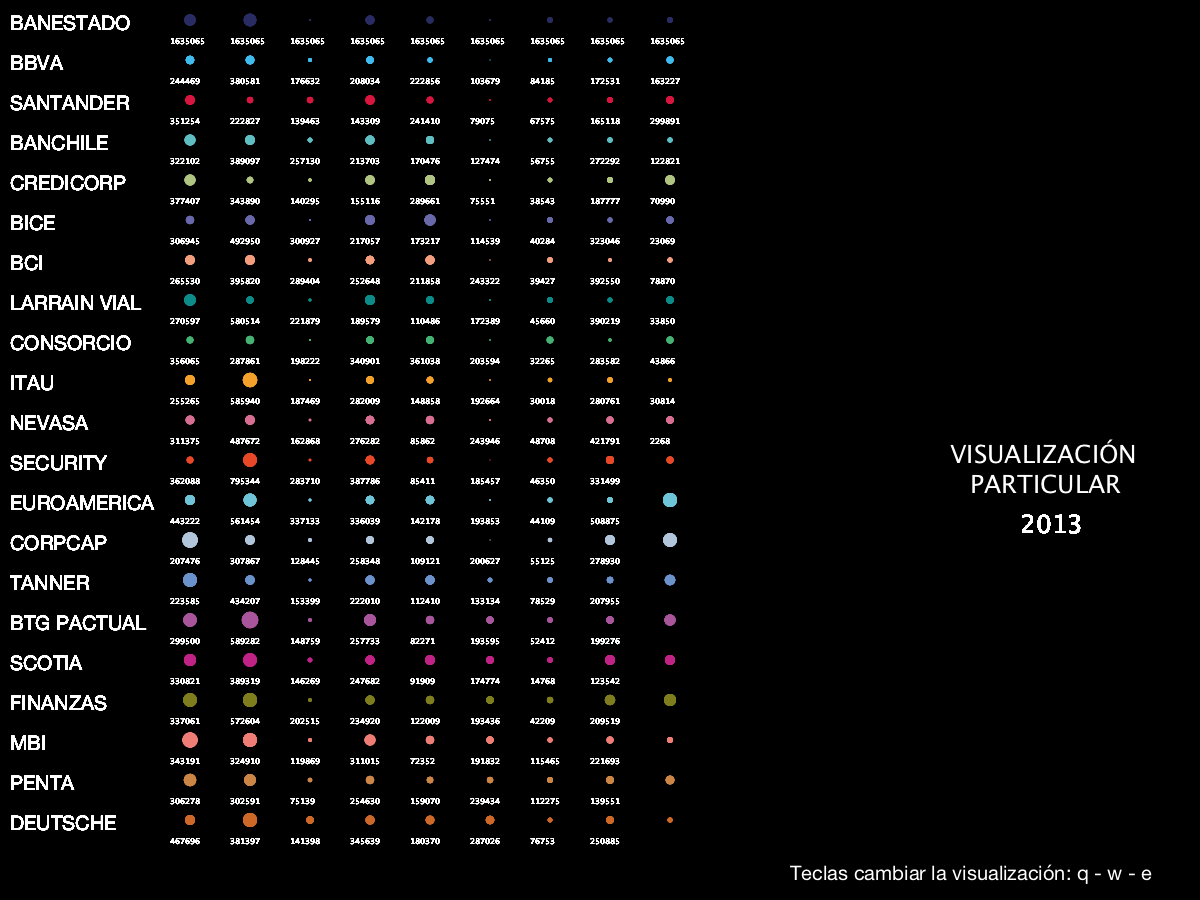 BANESTADO
1635065 1635065 1635065 1635065 1635065 1635065 1635065 1635065 1635065
BBVA
244469 380581 176632 208034 222856 103679 84185 172531 163227
SANTANDER
351254 222827 139463 143309 241410 79075 67575 165118 299891
BANCHILE
322102 389097 257130 213703 170476 127474 56755 272292 122821
CREDICORP
377407 343890 140295 155116 289661 75551 38543 187777 70990
BICE
306945 492950 300927 217057 173217 114539 40284 323046 23069
BCI
265530 395820 289404 252648 211858 243322 39427 392550 78870
LARRAIN VIAL
270597 580514 221879 189579 110486 172389 45660 390219 33850
CONSORCIO
356065 287861 198222 340901 361038 203594 32265 283582 43866
ITAU
255265 585940 187469 282009 148858 192664 30018 280761 30814
NEVASA
311375 487672 162868 276282 85862 243946 48708 421791 2268
SECURITY
362088 795344 283710 387786 85411 185457 46350 331499
EUROAMERICA
443222 561454 337133 336039 142178 193853 44109 508875
CORPCAP
207476 307867 128445 258348 109121 200627 55125 278930
TANNER
223585 434207 153399 222010 112410 133134 78529 207955
BTG PACTUAL
299500 589282 148759 257733 82271 193595 52412 199276
SCOTIA
330821 389319 146269 247682 91909 174774 14768 123542
FINANZAS
337061 572604 202515 234920 122009 193436 42209 209519
MBI
343191 324910 119869 311015 72352 191832 115465 221693
PENTA
306278 302591 75139 254630 159070 239434 112275 139551
DEUTSCHE
467696 381397 141398 345639 180370 287026 76753 250885
VISUALIZACIÓN
PARTICULAR
2013
Teclas cambiar la visualización: q - w - e